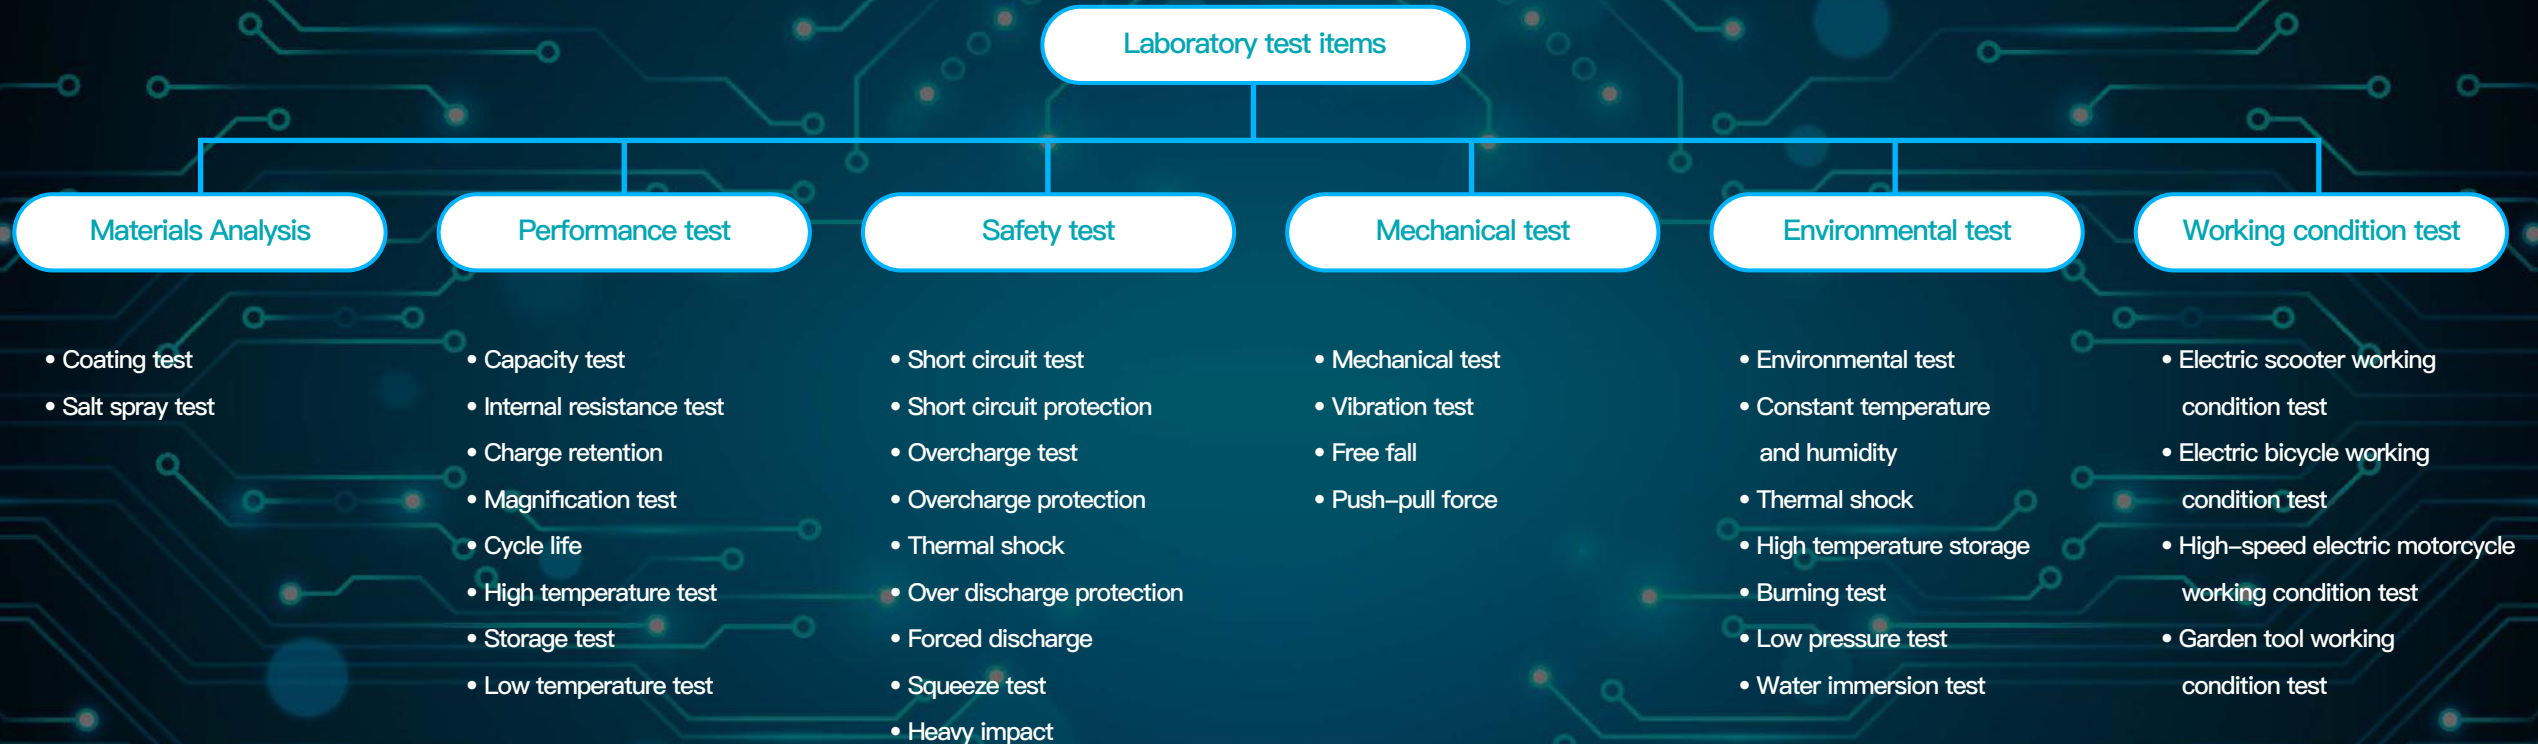 Laboratory test items
Materials Analysis
• Coating test
• Salt spray test
Performance test
• Capacity test
• Internal resistance test
• Charge retention
• Magnification test
• Cycle life
• High temperature test
• Storage test
• Low temperature test
Safety test
• Short circuit test
• Short circuit protection
• Overcharge test
• Overcharge protection
• Thermal shock
• Over discharge protection
• Forced discharge
• Squeeze test
• Heavy impact
Mechanical test
• Mechanical test
• Vibration test
• Free fall
• Push–pull force
Environmental test
• Environmental test
• Constant temperature
and humidity
• Thermal shock
• High temperature storage
• Burning test
• Low pressure test
• Water immersion test
Working condition test
• Electric scooter working
condition test
• Electric bicycle working
condition test
• High–speed electric motorcycle
working condition test
• Garden tool working
condition test